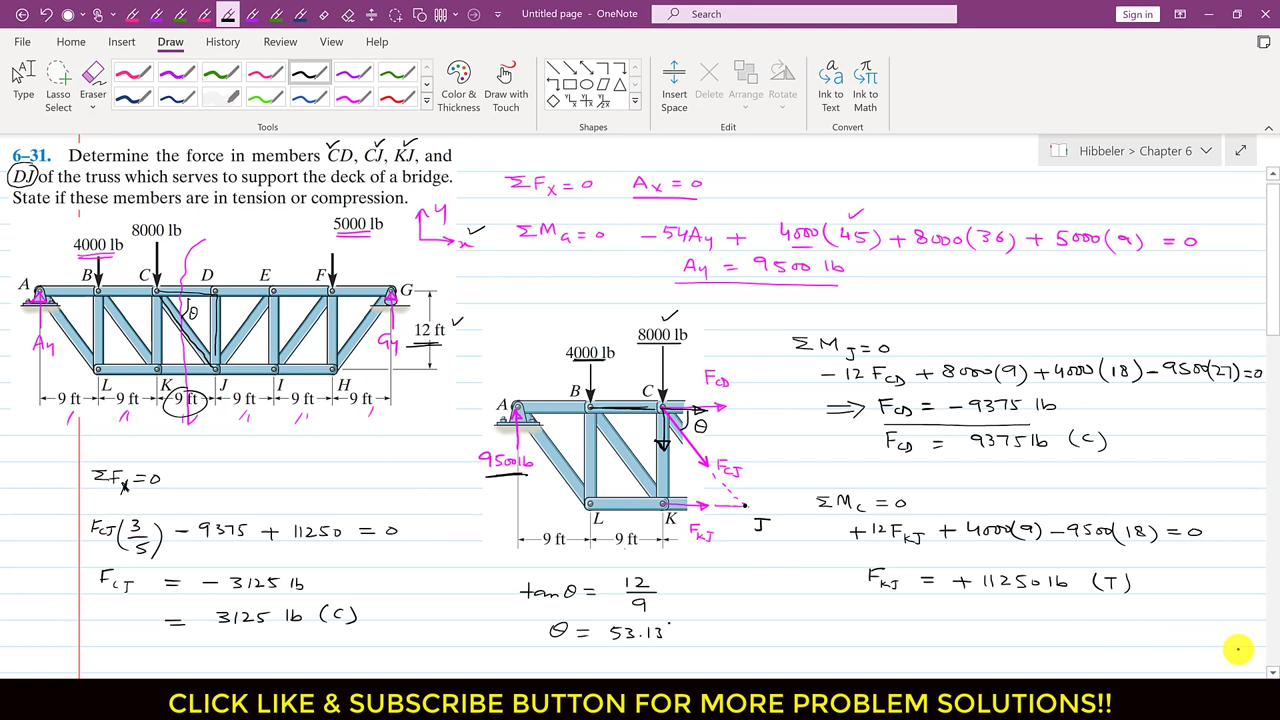 Untitled page - OneNote
Search
Sign in
File Home Insert Draw History Review View Help
Type
Lasso Select
Eraser
Color & Thickness
Draw with Touch
Insert Space
Delete
Arrange
Rotate
Ink to Text
Ink to Math
Tools
Shapes
Edit
Convert
Hibbeler > Chapter 6
6–31. Determine the force in members CD, CJ, KJ, and
DJ of the truss which serves to support the deck of a bridge.
State if these members are in tension or compression.
ΣFx = 0 Ax = 0
ΣMG = 0 -54Ay + 4000(45) + 8000(36) + 5000(9) = 0
Ay = 9500 lb
y
x
8000 lb
5000 lb
4000 lb
A B C D E F G
θ
12 ft
Ay
Gy
L K J I H
9 ft 9 ft 9 ft 9 ft 9 ft 9 ft
8000 lb
4000 lb
FCD
A B C
θ
9500 lb
FCJ
L K
FKJ
J
9 ft 9 ft
tanθ = 12/9
θ = 53.13°
ΣMJ = 0
-12FCD + 8000(9) + 4000(18) - 9500(27) = 0
⇒ FCD = -9375 lb
FCD = 9375 lb (C)
ΣMC = 0
+12FKJ + 4000(9) - 9500(18) = 0
FKJ = +11250 lb (T)
ΣFx = 0
FCJ(3/5) - 9375 + 11250 = 0
FCJ = -3125 lb
= 3125 lb (C)
CLICK LIKE & SUBSCRIBE BUTTON FOR MORE PROBLEM SOLUTIONS!!